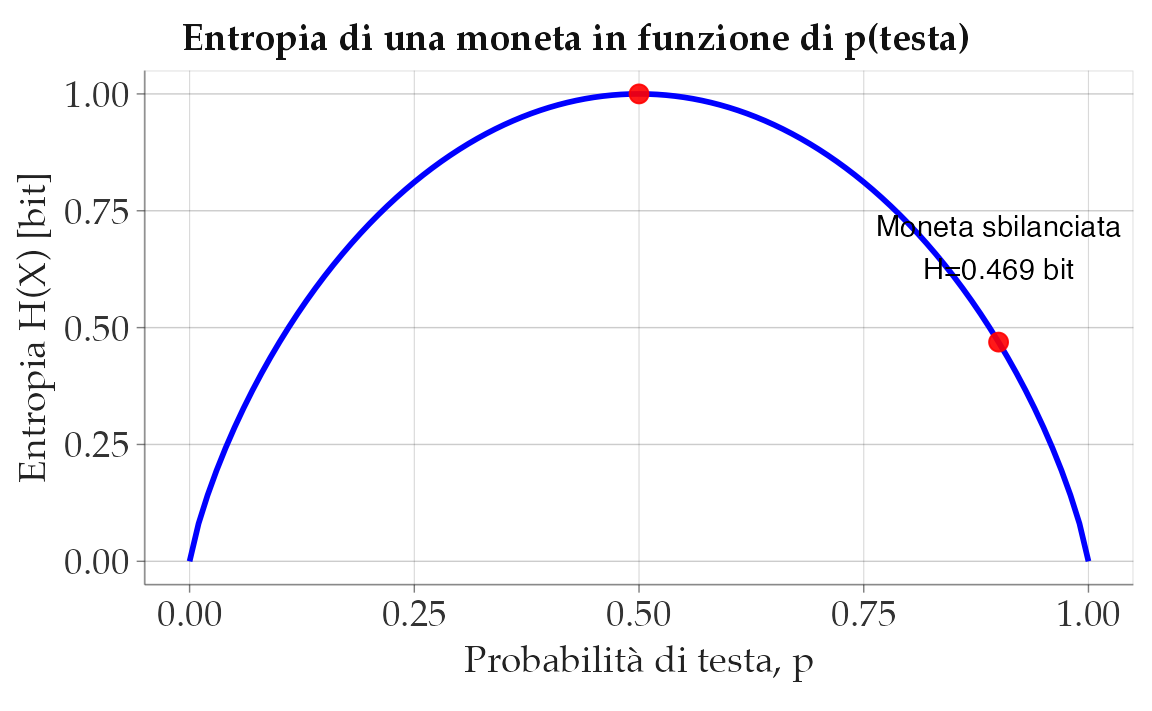 Entropia di una moneta in funzione di p(testa)
Entropia H(X) [bit]
1.00
0.75
0.50
0.25
0.00
Moneta sbilanciata
H=0.469 bit
0.00 0.25 0.50 0.75 1.00
Probabilità di testa, p